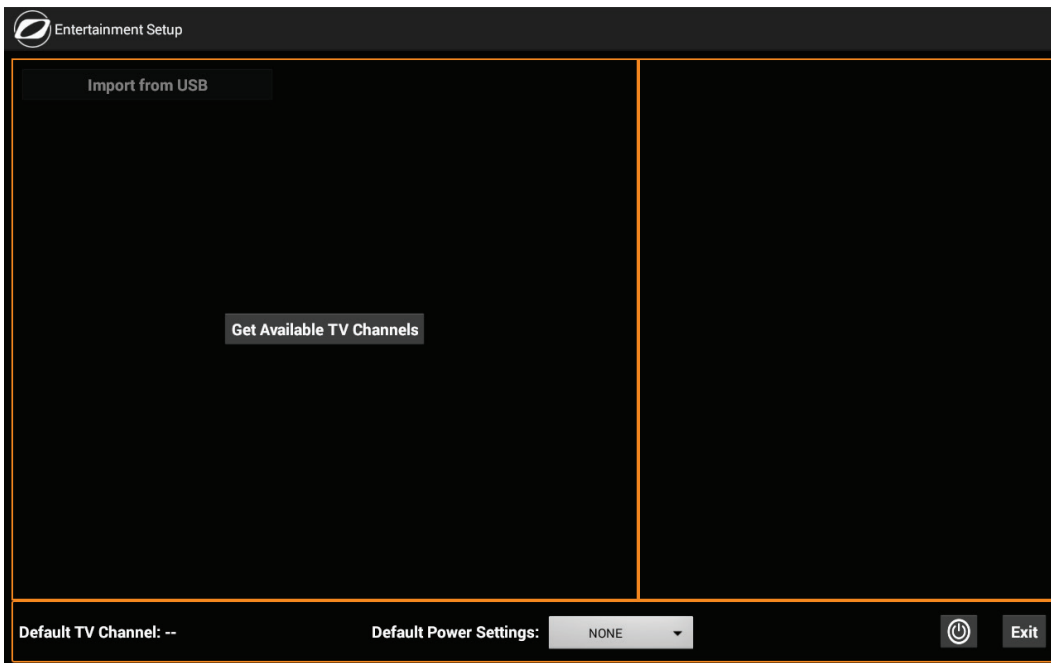 Entertainment Setup
Import from USB
Get Available TV Channels
Default TV Channel: -- Default Power Settings: NONE Exit